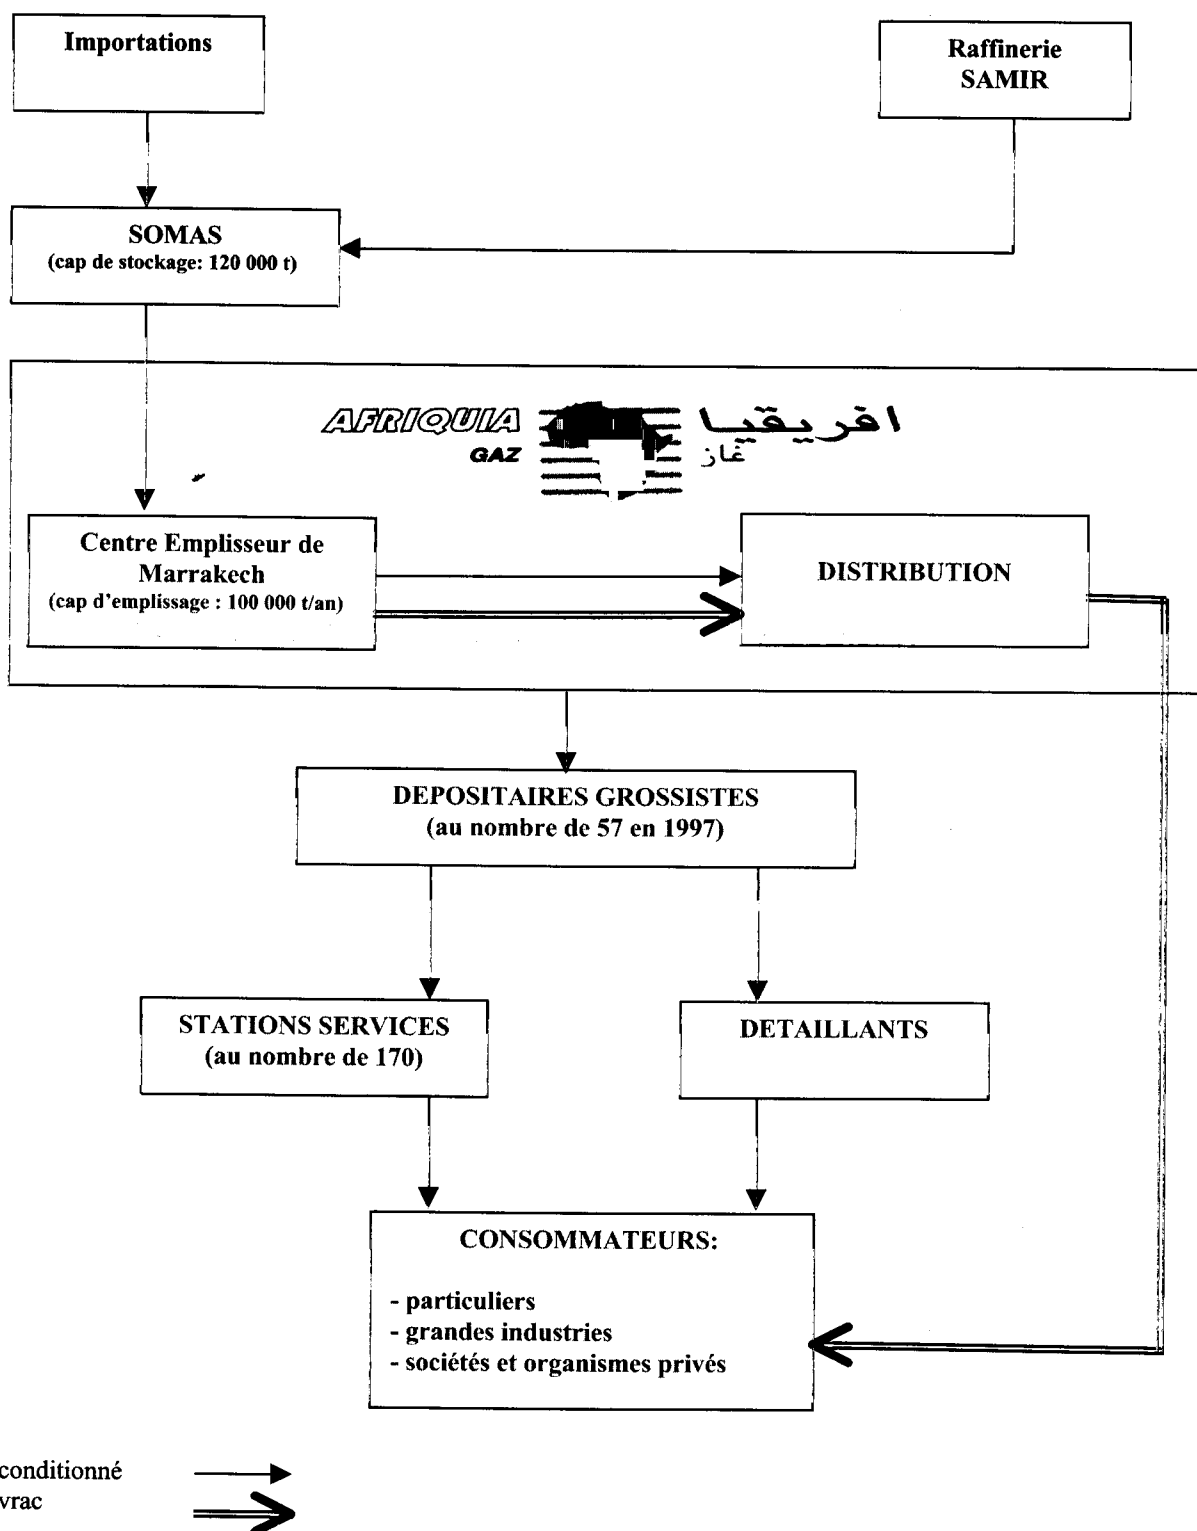 Importations
Raffinerie
SAMIR
SOMAS
(cap de stockage: 120 000 t)
AFRIQUIA
GAZ
افريقيا
غاز
Centre Emplisseur de
Marrakech
(cap d'emplissage : 100 000 t/an)
DISTRIBUTION
DEPOSITAIRES GROSSISTES
(au nombre de 57 en 1997)
STATIONS SERVICES
(au nombre de 170)
DETAILLANTS
CONSOMMATEURS:
- particuliers
- grandes industries
- sociétés et organismes privés
conditionné
vrac